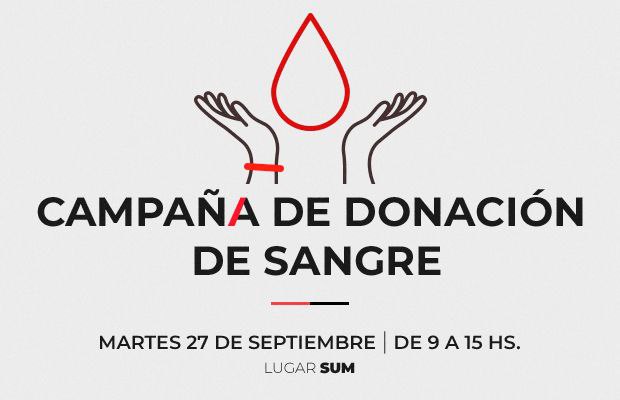 CAMPAÑA DE DONACIÓN
DE SANGRE
MARTES 27 DE SEPTIEMBRE | DE 9 A 15 HS.
LUGAR SUM